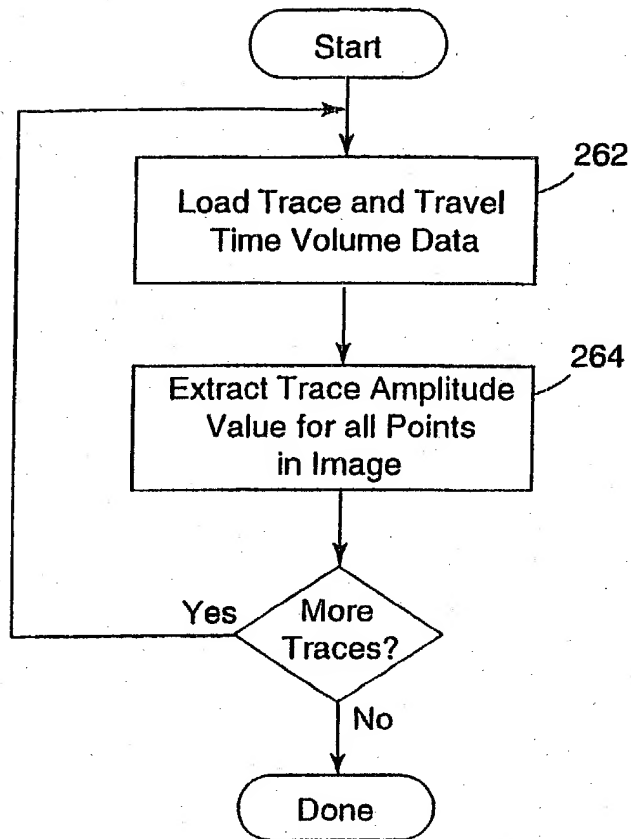 Start
262
Load Trace and Travel
Time Volume Data
264
Extract Trace Amplitude
Value for all Points
in Image
Yes
More
Traces?
No
Done